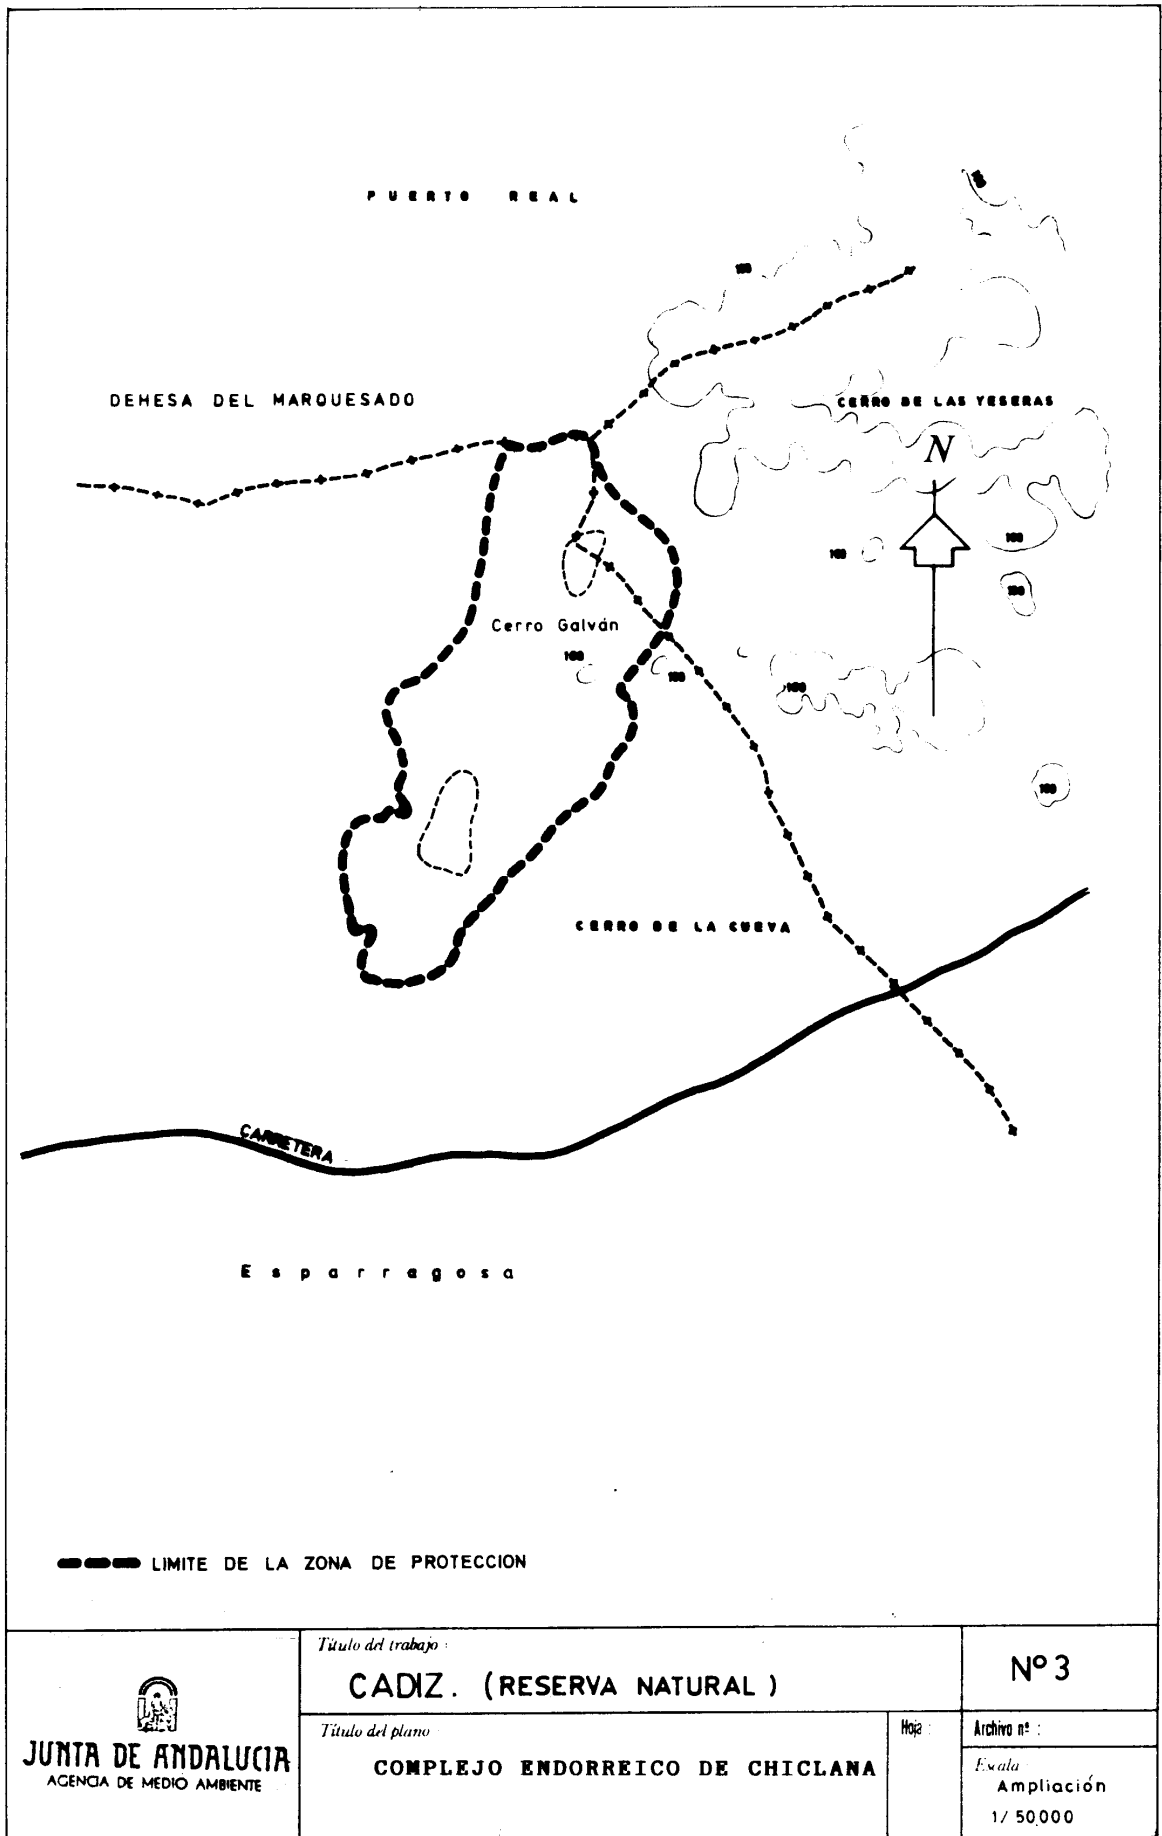 PUERTO REAL
100
100
DEHESA DEL MARQUESADO
CERRO DE LAS YESERAS
N
100
100
100
Cerro Galván
100
100
100
100
CERRO DE LA CUEVA
CARRETERA
Esparragosa
LIMITE DE LA ZONA DE PROTECCION
JUNTA DE ANDALUCIA
AGENCIA DE MEDIO AMBIENTE
Título del trabajo :
CADIZ. (RESERVA NATURAL)
Nº 3
Título del plano
COMPLEJO ENDORREICO DE CHICLANA
Hoja :
Archivo nº :
Escala
Ampliación
1/ 50.000